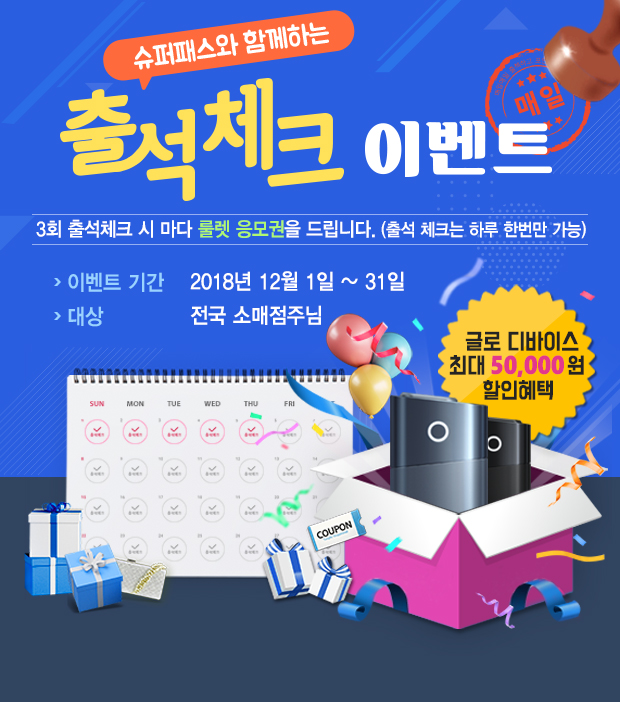 슈퍼패스와 함께하는
매일
출석체크 이벤트
3회 출석체크 시 마다 룰렛 응모권을 드립니다. (출석 체크는 하루 한번만 가능)
> 이벤트 기간 2018년 12월 1일 ~ 31일
> 대상 전국 소매점주님
글로 디바이스
최대 50,000원
할인혜택
SUN MON TUE WED THU FRI
COUPON